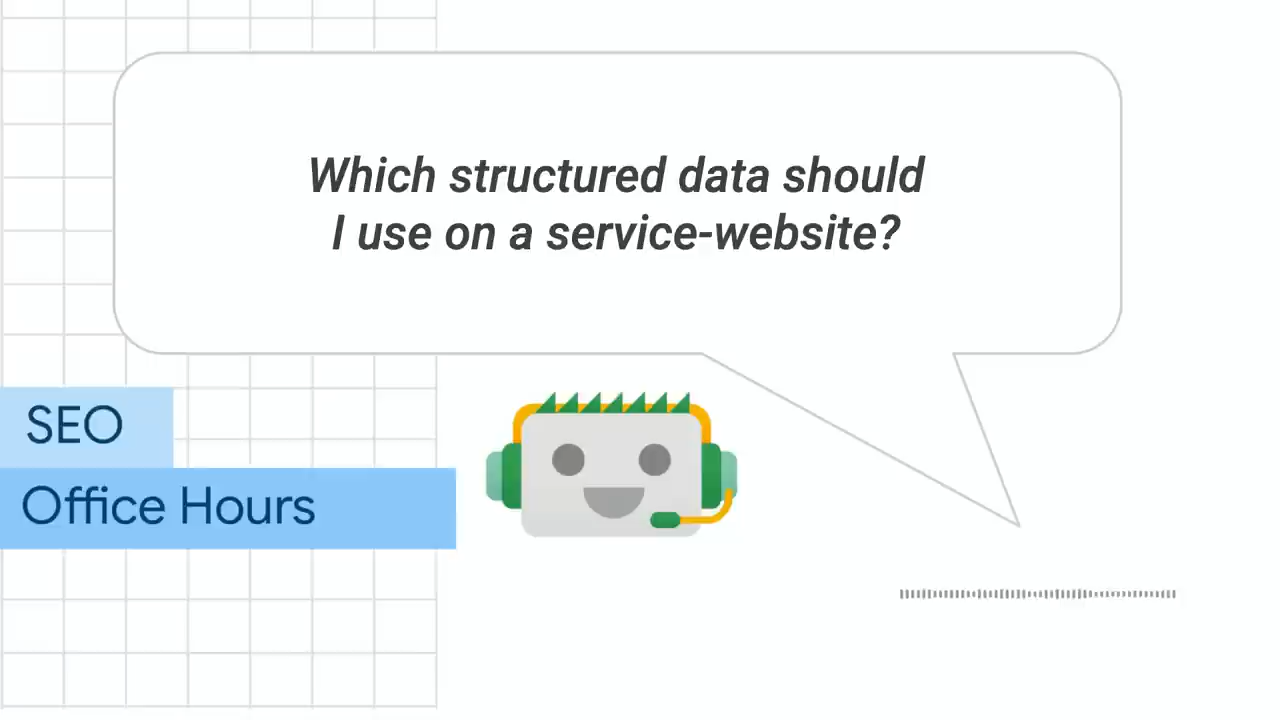 Which structured data should
I use on a service-website?
SEO
Office Hours